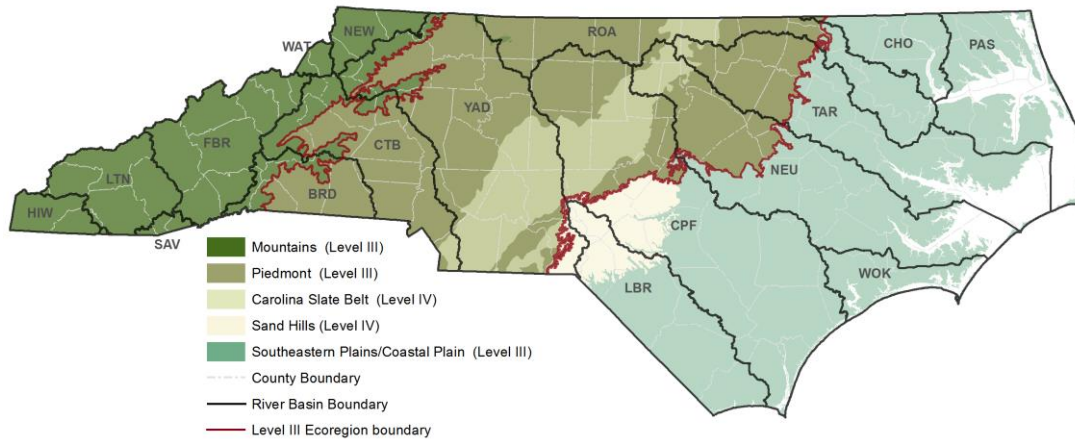 NEW
WAT
ROA
CHO
PAS
YAD
TAR
FBR
CTB
LTN
BRD
NEU
HIW
SAV
CPF
WOK
LBR
Mountains (Level III)
Piedmont (Level III)
Carolina Slate Belt (Level IV)
Sand Hills (Level IV)
Southeastern Plains/Coastal Plain (Level III)
County Boundary
River Basin Boundary
Level III Ecoregion boundary